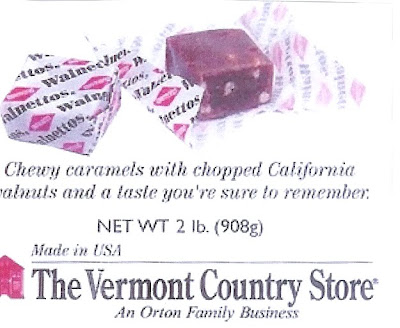 Walnettos.
Walnettos.
Chewy caramels with chopped California
alnuts and a taste you're sure to remember.
NET WT 2 lb. (908g)
Made in USA
The Vermont Country Store®
An Orton Family Business